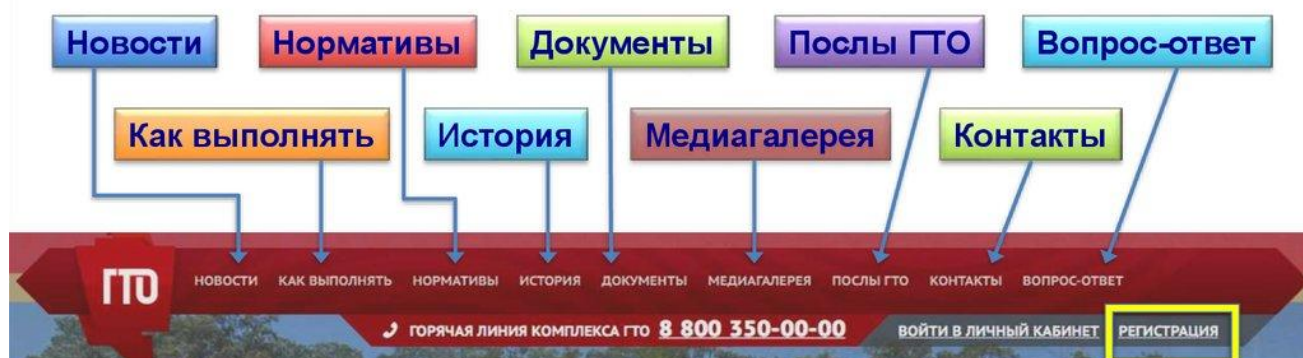 Новости Нормативы Документы Послы ГТО Вопрос-ответ
Как выполнять История Медиагалерея Контакты
ГТО НОВОСТИ КАК ВЫПОЛНЯТЬ НОРМАТИВЫ ИСТОРИЯ ДОКУМЕНТЫ МЕДИАГАЛЕРЕЯ ПОСЛЫ ГТО КОНТАКТЫ ВОПРОС-ОТВЕТ
ГОРЯЧАЯ ЛИНИЯ КОМПЛЕКСА ГТО 8 800 350-00-00 ВОЙТИ В ЛИЧНЫЙ КАБИНЕТ РЕГИСТРАЦИЯ